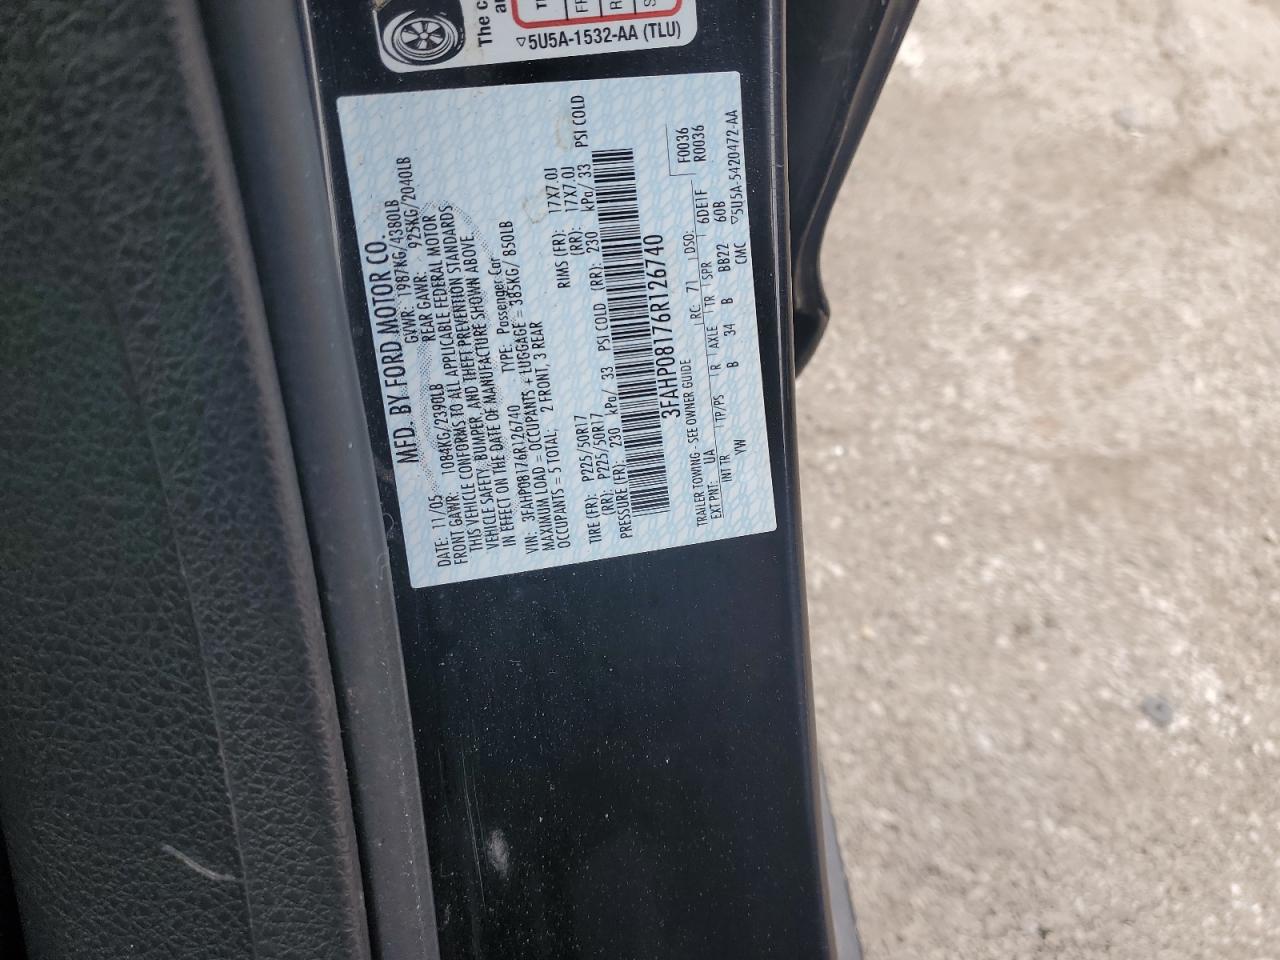 The c
an
5U5A-1532-AA (TLU)
MFD. BY FORD MOTOR CO.
DATE: 11/05 GVWR: 1987KG/4380LB
FRONT GAWR: 1084KG/2390LB REAR GAWR: 925KG/2040LB
THIS VEHICLE CONFORMS TO ALL APPLICABLE FEDERAL MOTOR
VEHICLE SAFETY, BUMPER, AND THEFT PREVENTION STANDARDS
IN EFFECT ON THE DATE OF MANUFACTURE SHOWN ABOVE.
VIN: 3FAHP08176R126740 TYPE: Passenger Car
MAXIMUM LOAD = OCCUPANTS + LUGGAGE = 385KG/ 850LB
OCCUPANTS = 5 TOTAL: 2 FRONT, 3 REAR
TIRE (FR): P225/50R17 RIMS (FR): 17X7.0J
(RR): P225/50R17 (RR): 17X7.0J
PRESSURE (FR): 230 kPa/ 33 PSI COLD (RR): 230 kPa/ 33 PSI COLD
3FAHP08176R126740
TRAILER TOWING - SEE OWNER GUIDE F0036
EXT PNT: UA RC: 71 DSO: 6DE1F R0036
INT TR TP/PS R AXLE TR SPR 60B
YW B 34 B BB22 CMC 5U5A-5420472-AA